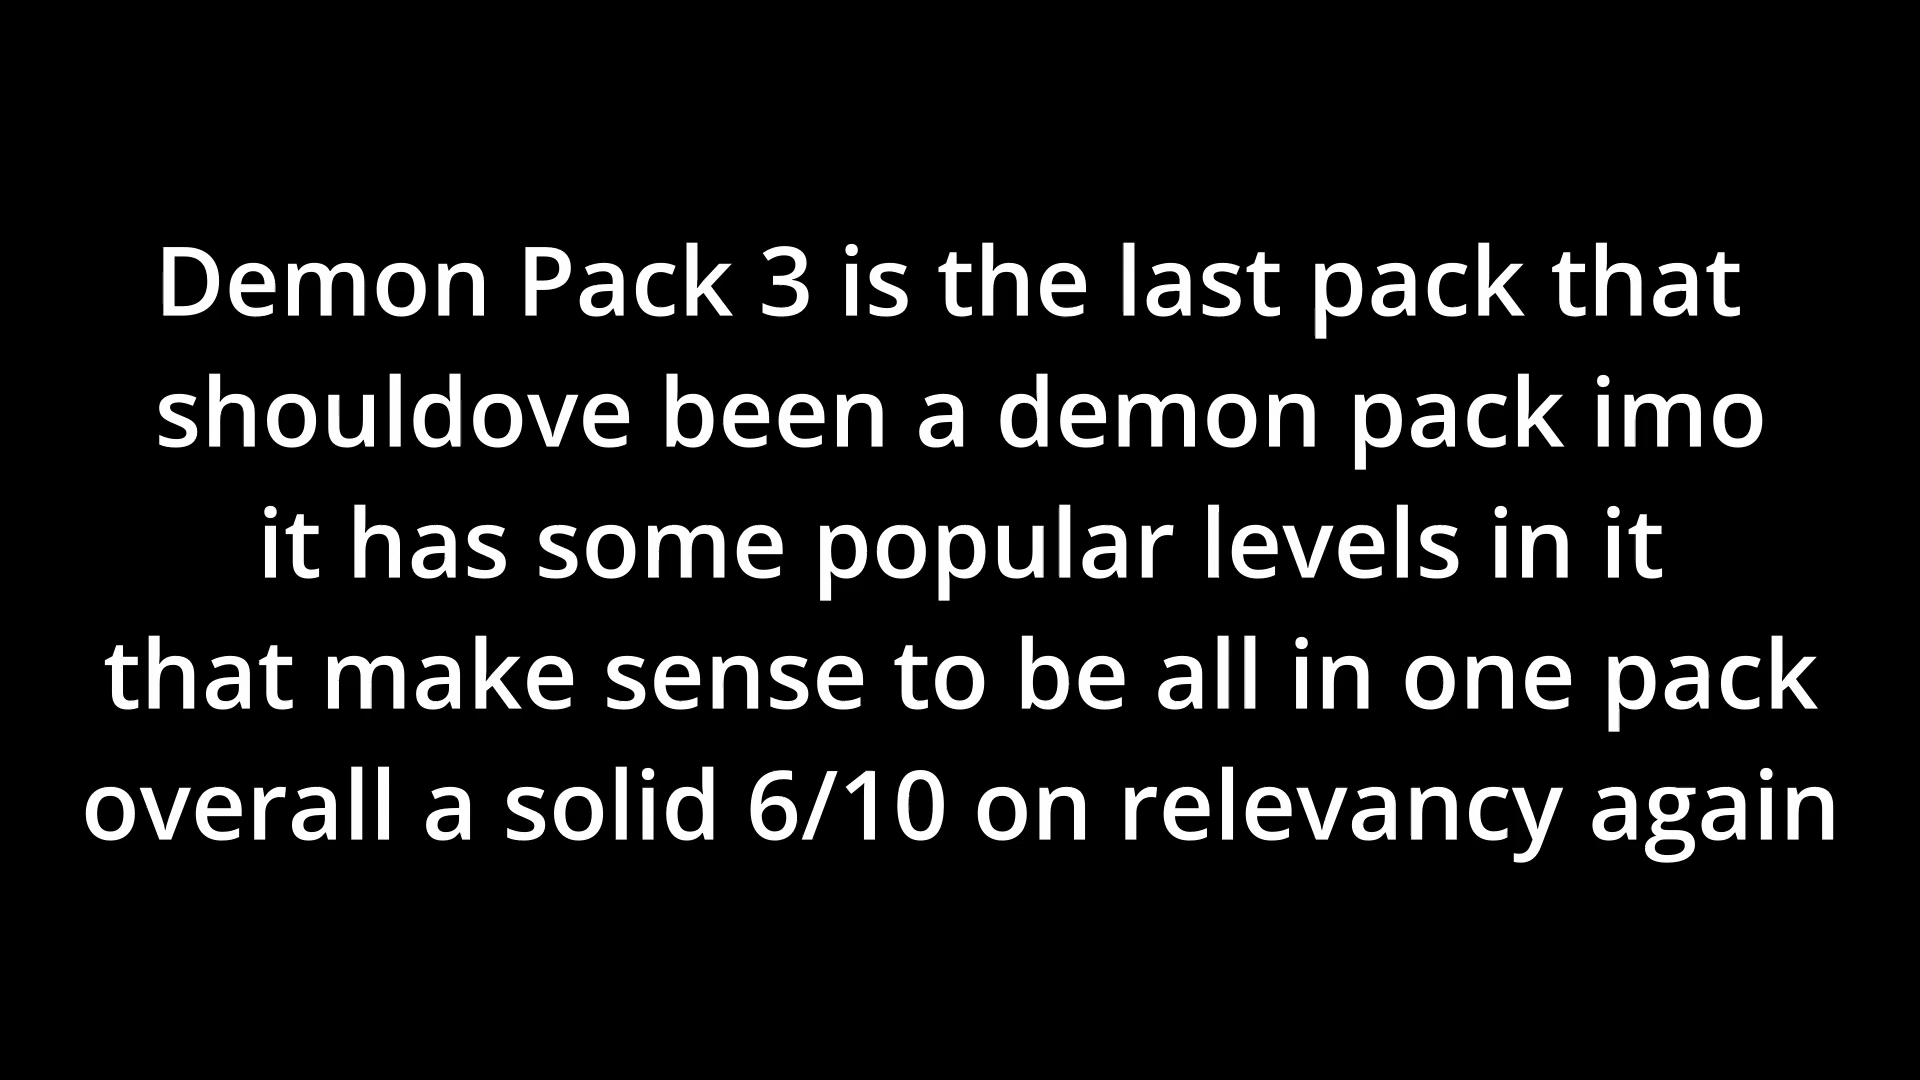 Demon Pack 3 is the last pack that
shouldove been a demon pack imo
it has some popular levels in it
that make sense to be all in one pack
overall a solid 6/10 on relevancy again